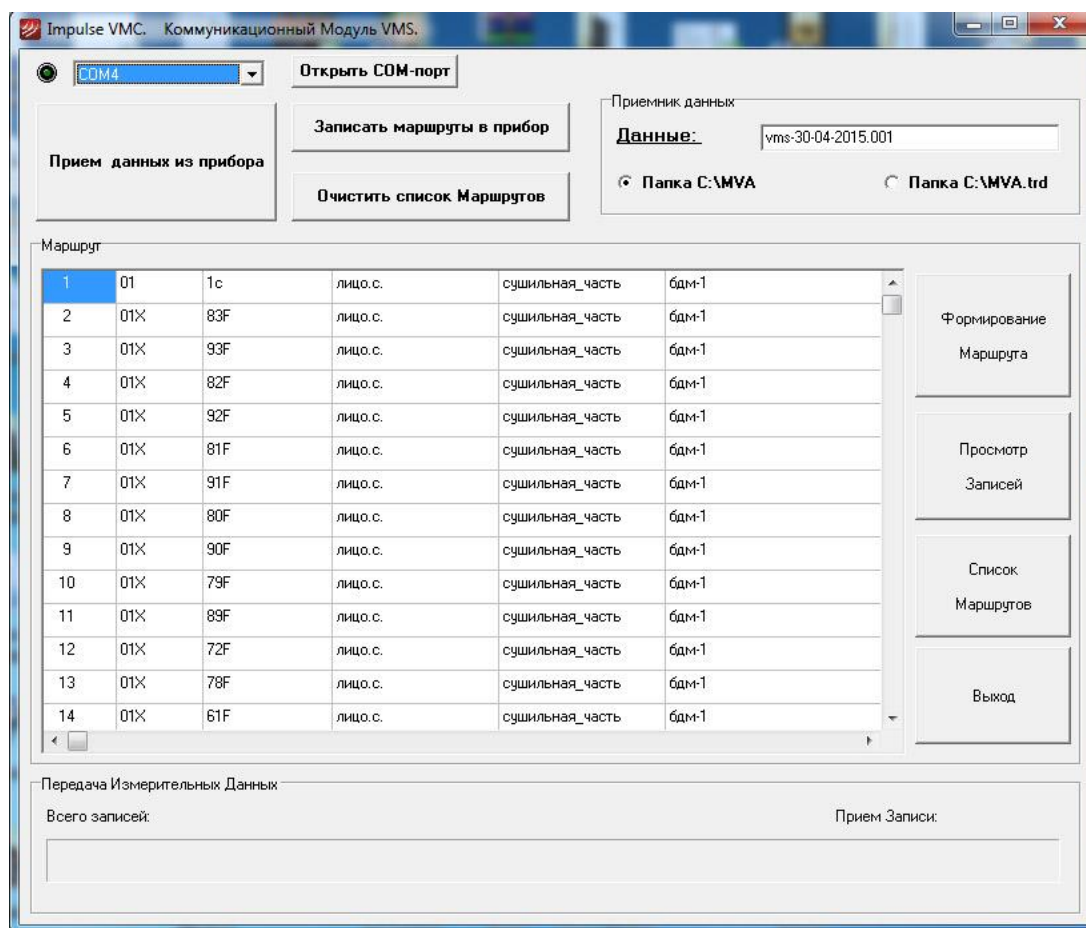 Impulse VMC. Коммуникационный Модуль VMS.
COM4
Открыть COM-порт
Прием данных из прибора
Записать маршруты в прибор
Очистить список Маршрутов
Приемник данных
Данные: vms-30-04-2015.001
Папка C:\MVA Папка C:\MVA.trd
Маршрут
1 01 1c лицо.с. сушильная_часть бдм-1
2 01X 83F лицо.с. сушильная_часть бдм-1
3 01X 93F лицо.с. сушильная_часть бдм-1
4 01X 82F лицо.с. сушильная_часть бдм-1
5 01X 92F лицо.с. сушильная_часть бдм-1
6 01X 81F лицо.с. сушильная_часть бдм-1
7 01X 91F лицо.с. сушильная_часть бдм-1
8 01X 80F лицо.с. сушильная_часть бдм-1
9 01X 90F лицо.с. сушильная_часть бдм-1
10 01X 79F лицо.с. сушильная_часть бдм-1
11 01X 89F лицо.с. сушильная_часть бдм-1
12 01X 72F лицо.с. сушильная_часть бдм-1
13 01X 78F лицо.с. сушильная_часть бдм-1
14 01X 61F лицо.с. сушильная_часть бдм-1
Формирование
Маршрута
Просмотр
Записей
Список
Маршрутов
Выход
Передача Измерительных Данных
Всего записей: Прием Записи: